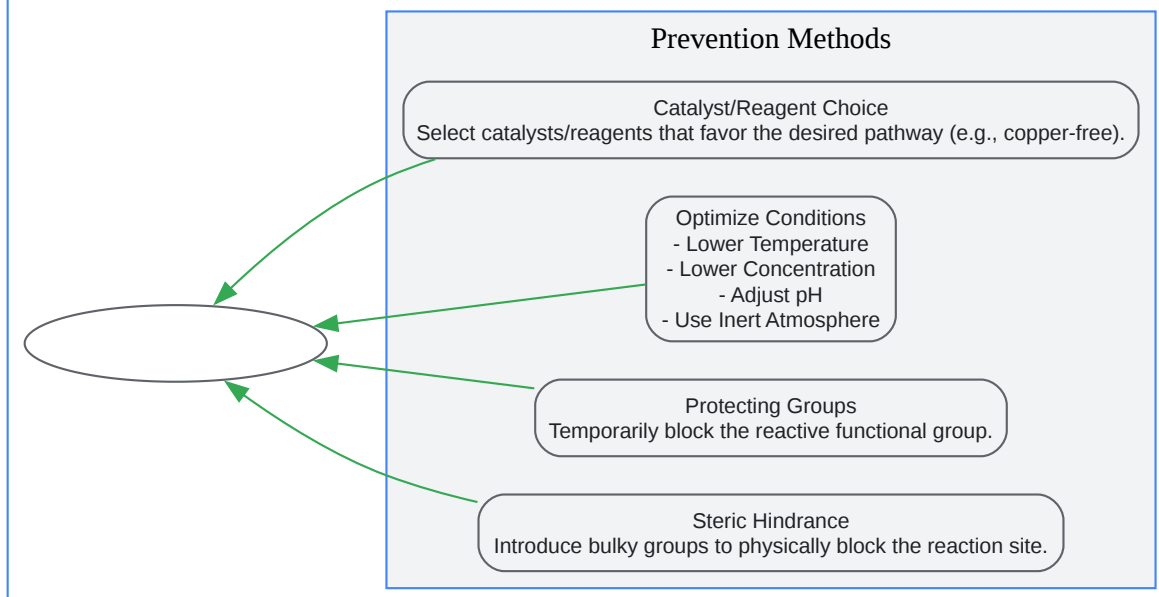 Prevention Methods
Catalyst/Reagent Choice
Select catalysts/reagents that favor the desired pathway (e.g., copper-free).
Optimize Conditions
- Lower Temperature
- Lower Concentration
- Adjust pH
- Use Inert Atmosphere
Protecting Groups
Temporarily block the reactive functional group.
Steric Hindrance
Introduce bulky groups to physically block the reaction site.